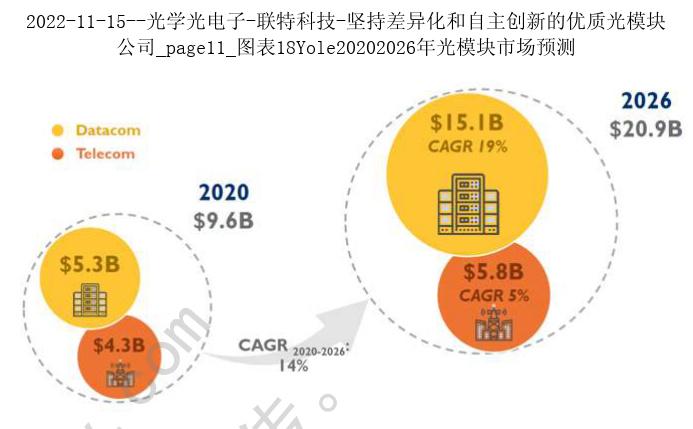 2022-11-15--光学光电子-联特科技-坚持差异化和自主创新的优质光模块
公司_page11_图表18Yole20202026年光模块市场预测
2026
$20.9B
$15.1B
CAGR 19%
Datacom
Telecom
2020
$9.6B
$5.3B
$5.8B
CAGR 5%
$4.3B
CAGR 2020-2026:
14%
.com